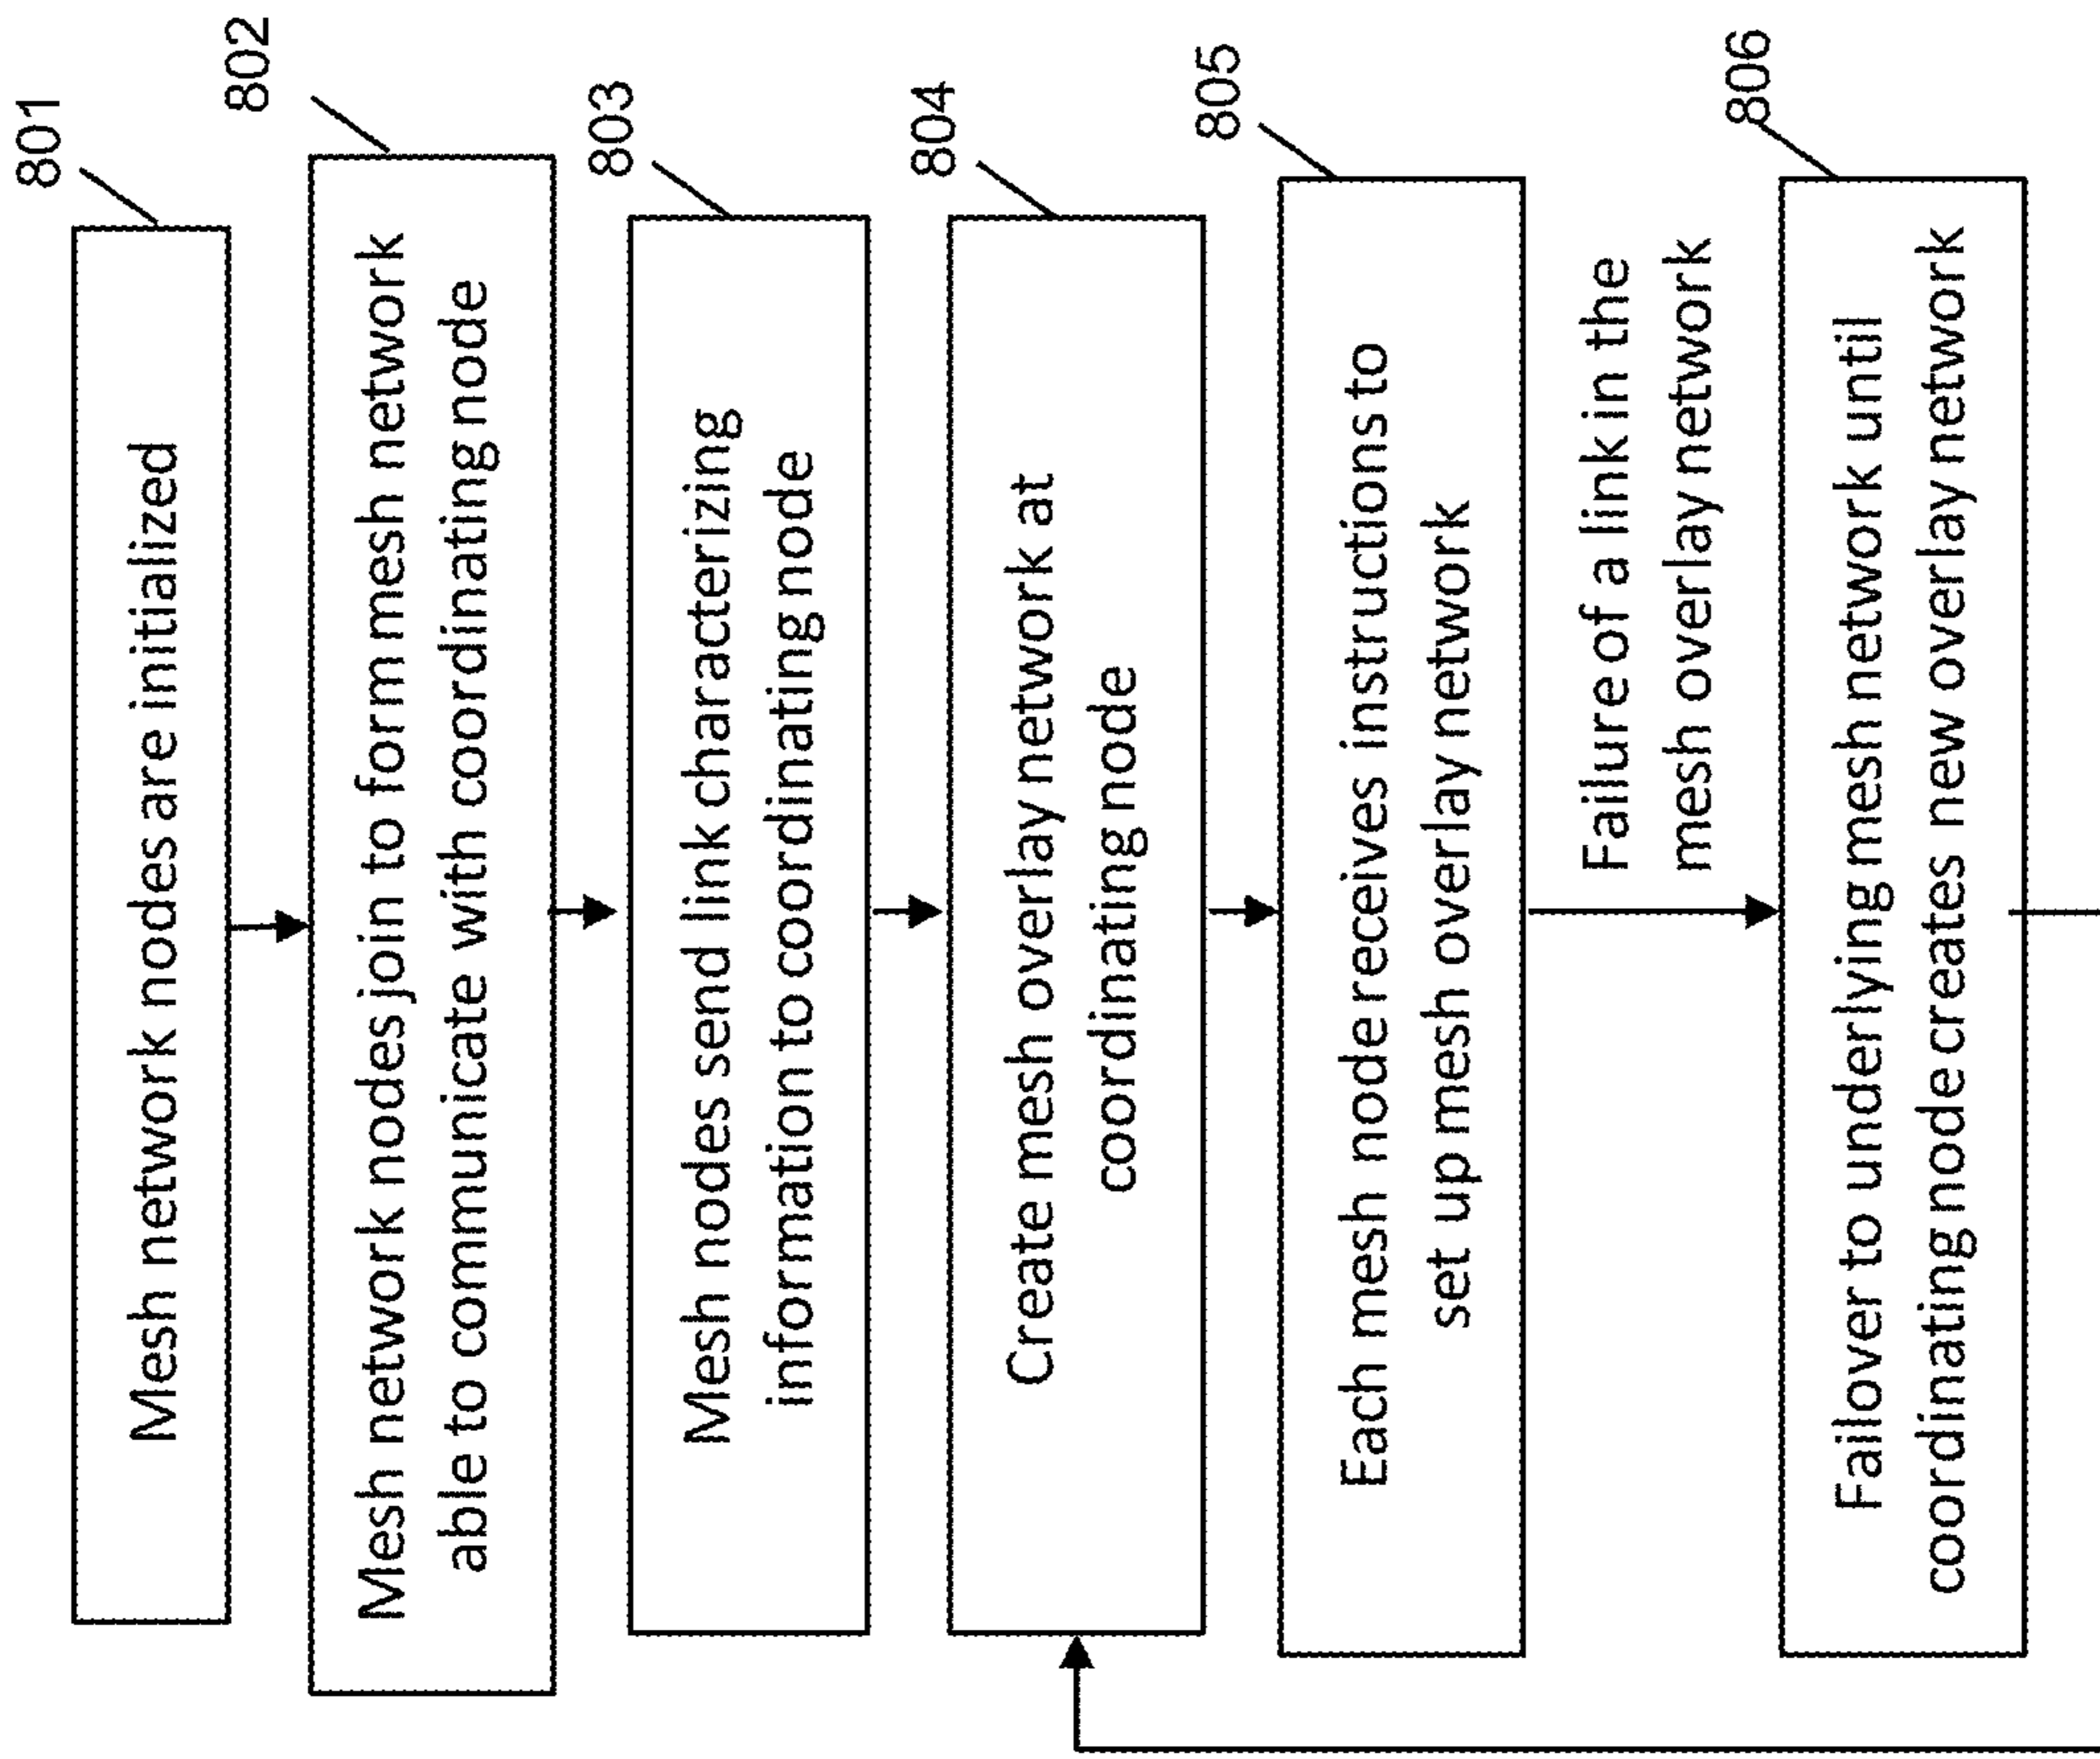 801
Mesh network nodes are initialized
802
Mesh network nodes join to form mesh network
able to communicate with coordinating node
803
Mesh nodes send link characterizing
information to coordinating node
804
Create mesh overlay network at
coordinating node
805
Each mesh node receives instructions to
set up mesh overlay network
Failure of a link in the
mesh overlay network
806
Failover to underlying mesh network until
coordinating node creates new overlay network